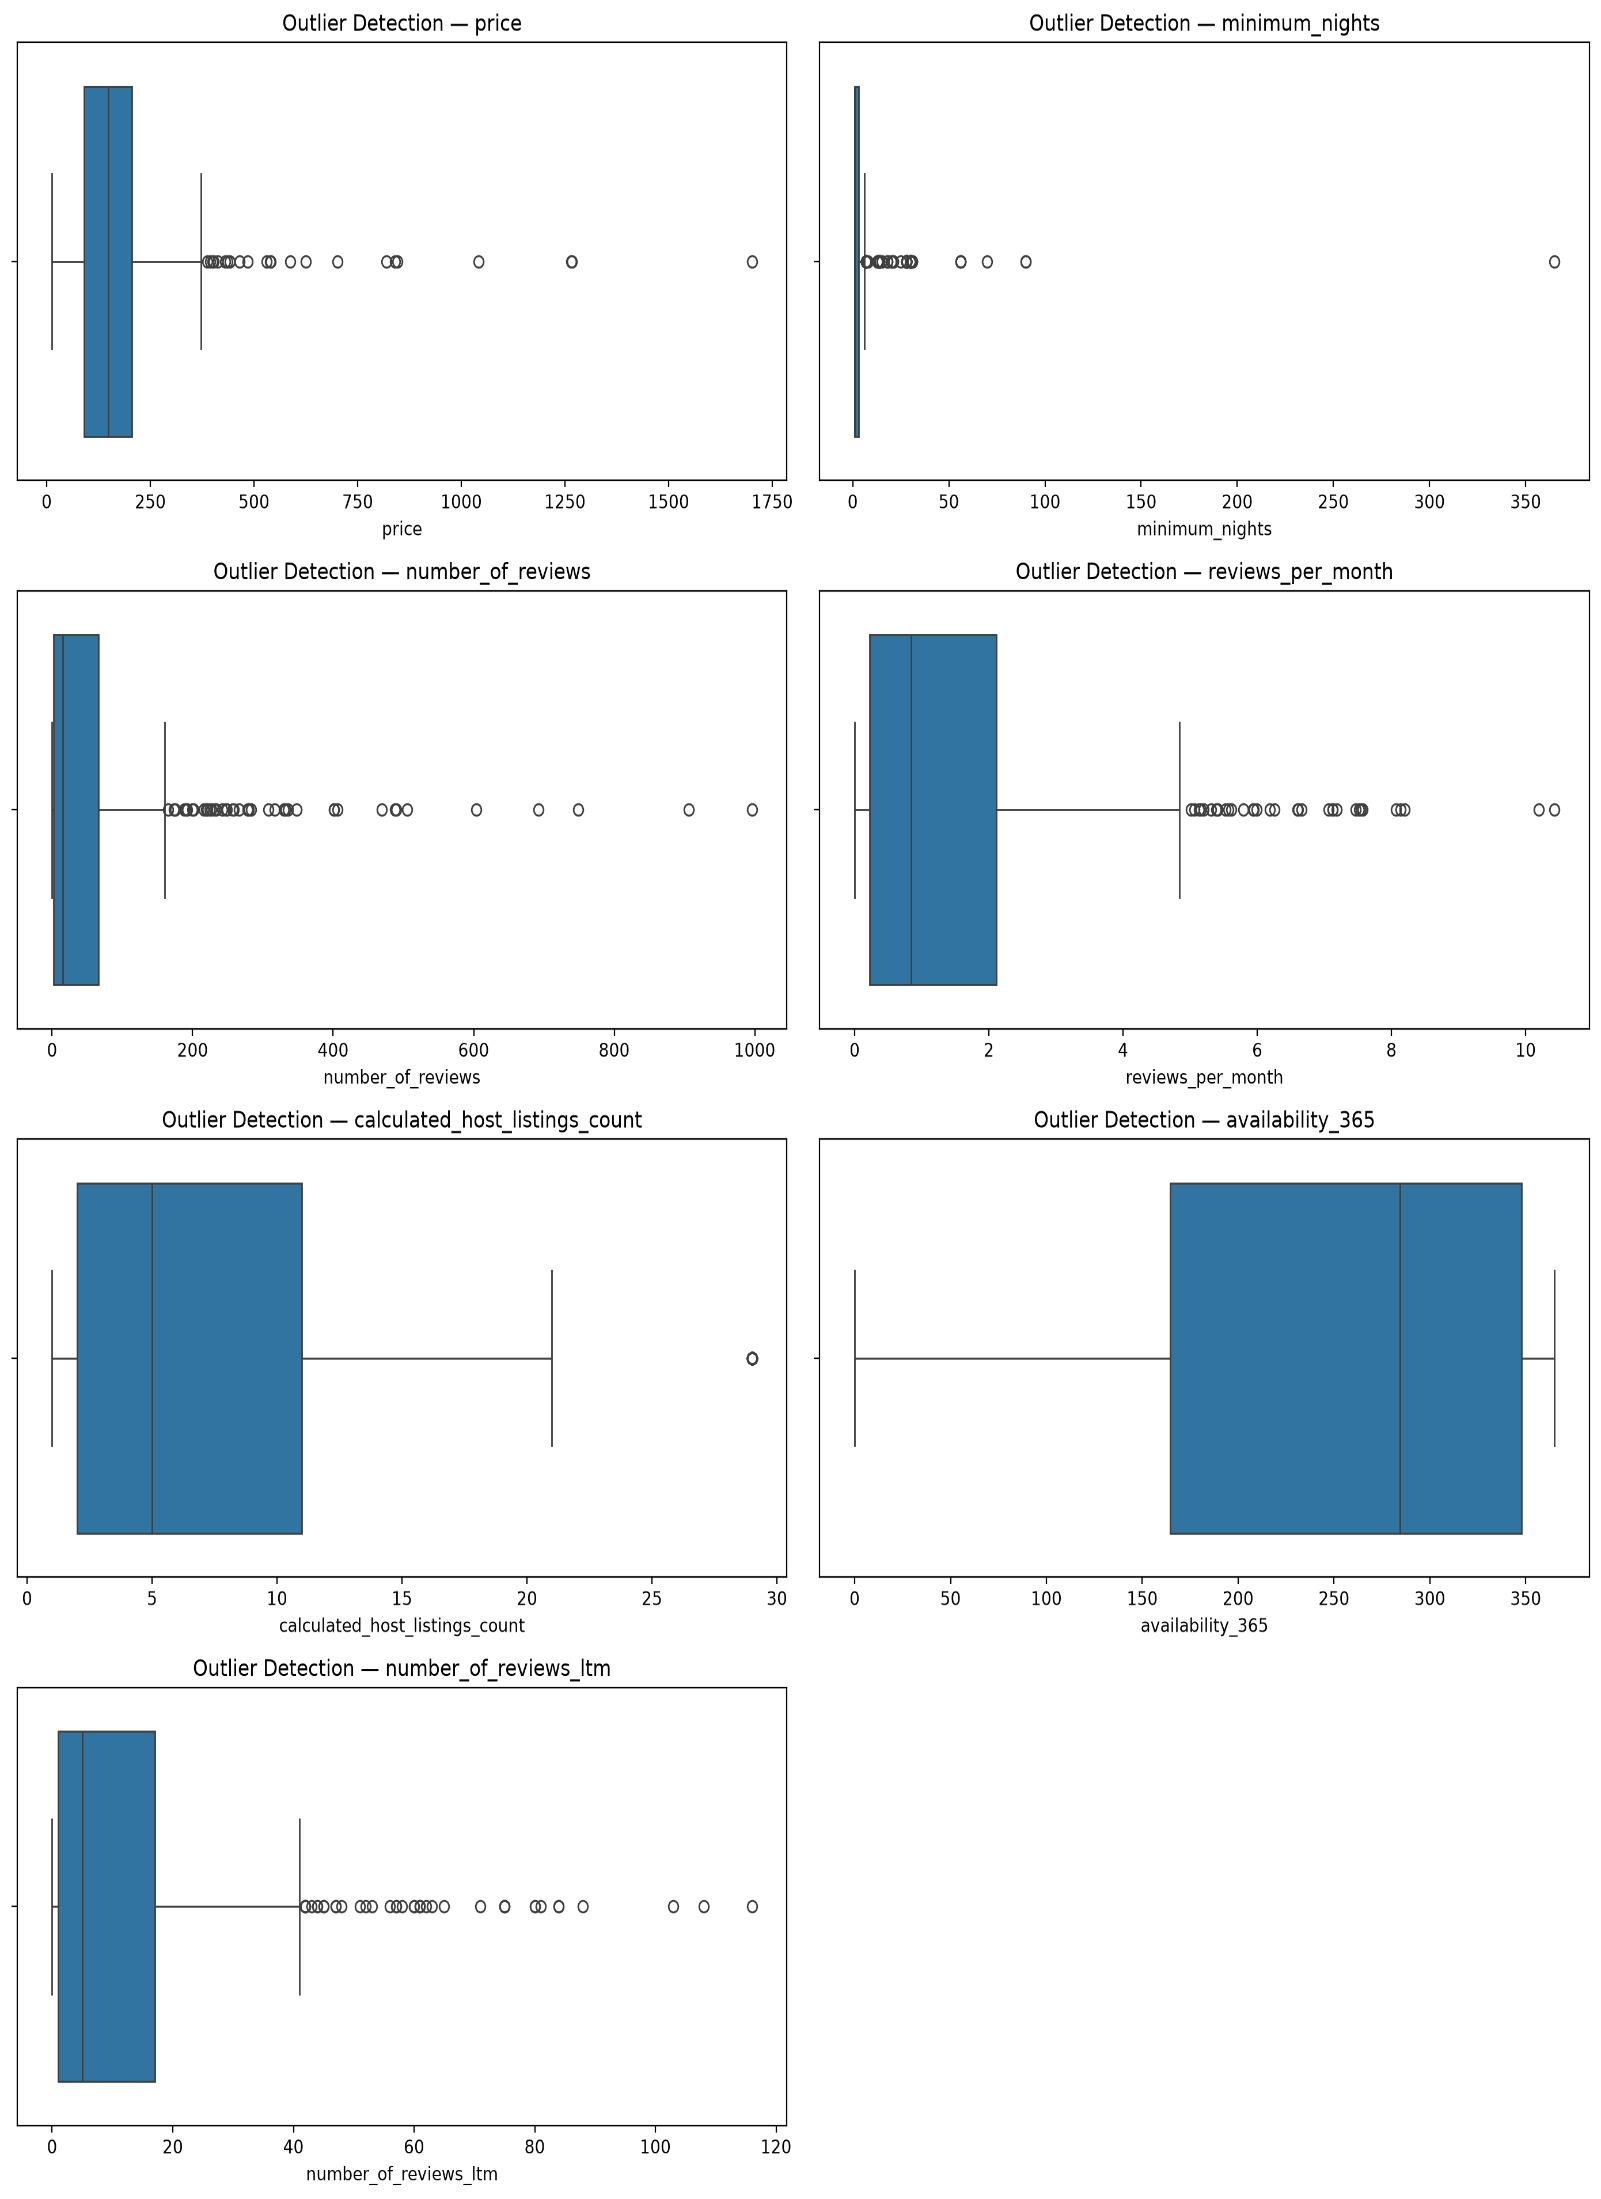 Outlier Detection — price
0 250 500 750 1000 1250 1500 1750
price
Outlier Detection — minimum_nights
0 50 100 150 200 250 300 350
minimum_nights
Outlier Detection — number_of_reviews
0 200 400 600 800 1000
number_of_reviews
Outlier Detection — reviews_per_month
0 2 4 6 8 10
reviews_per_month
Outlier Detection — calculated_host_listings_count
0 5 10 15 20 25 30
calculated_host_listings_count
Outlier Detection — availability_365
0 50 100 150 200 250 300 350
availability_365
Outlier Detection — number_of_reviews_ltm
0 20 40 60 80 100 120
number_of_reviews_ltm